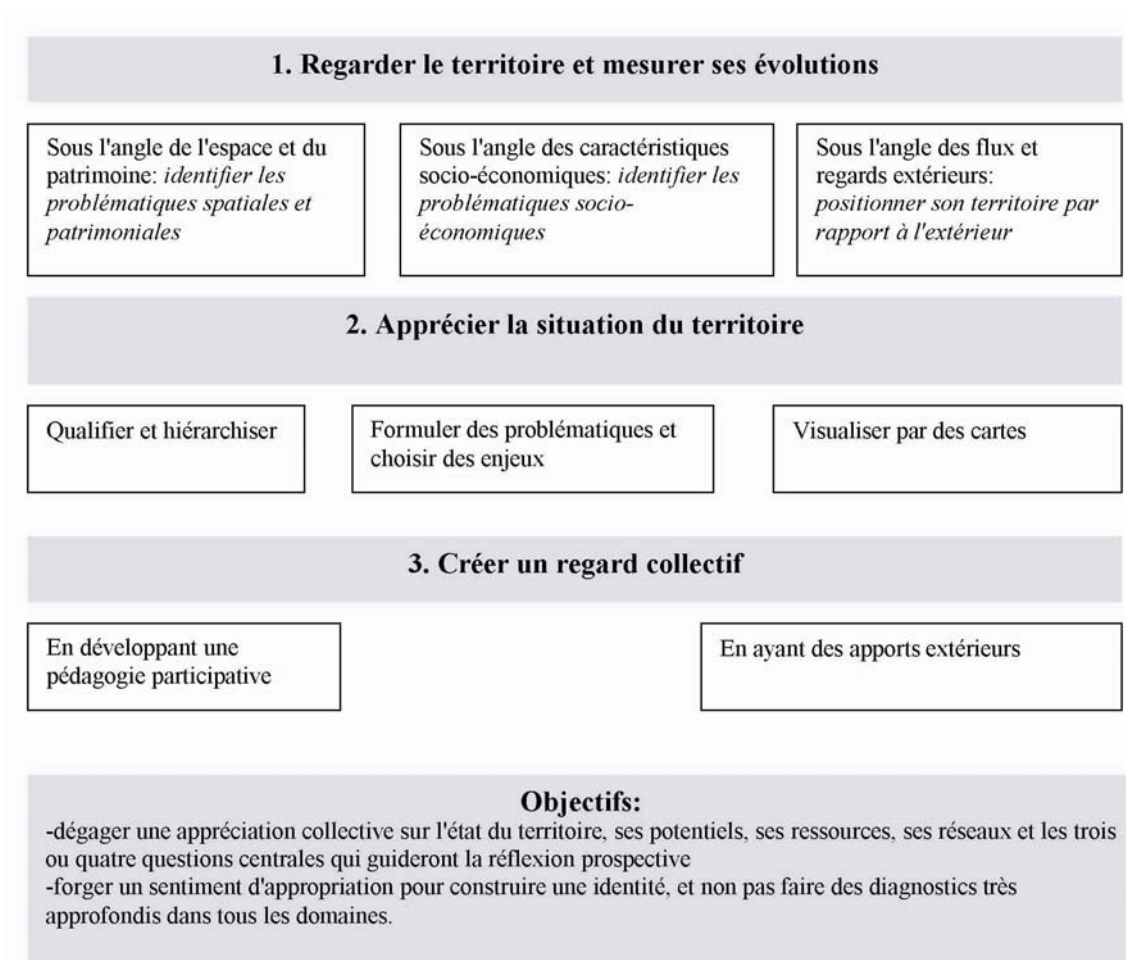 1. Regarder le territoire et mesurer ses évolutions
Sous l'angle de l'espace et du
patrimoine: identifier les
problématiques spatiales et
patrimoniales
Sous l'angle des caractéristiques
socio-économiques: identifier les
problématiques socio-
économiques
Sous l'angle des flux et
regards extérieurs:
positionner son territoire par
rapport à l'extérieur
2. Apprécier la situation du territoire
Qualifier et hiérarchiser
Formuler des problématiques et
choisir des enjeux
Visualiser par des cartes
3. Créer un regard collectif
En développant une
pédagogie participative
En ayant des apports extérieurs
Objectifs:
-dégager une appréciation collective sur l'état du territoire, ses potentiels, ses ressources, ses réseaux et les trois
ou quatre questions centrales qui guideront la réflexion prospective
-forger un sentiment d'appropriation pour construire une identité, et non pas faire des diagnostics très
approfondis dans tous les domaines.